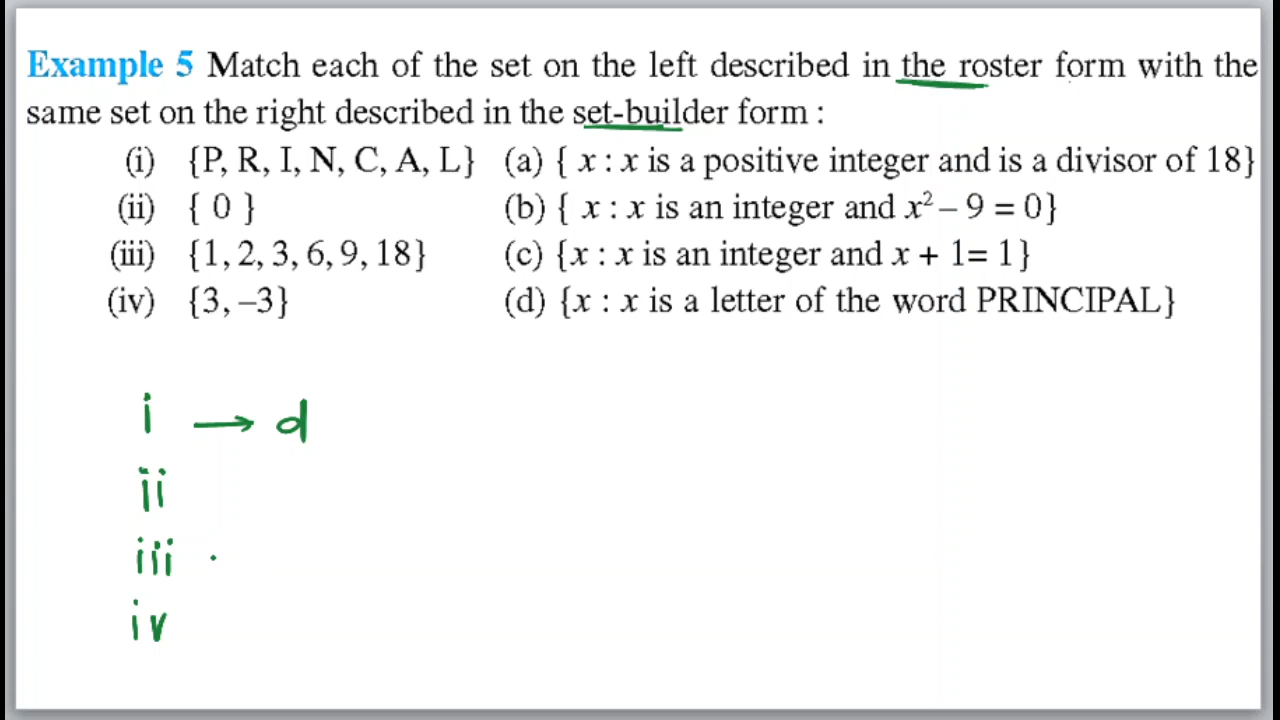 Example 5 Match each of the set on the left described in the roster form with the
same set on the right described in the set-builder form :
(i) {P, R, I, N, C, A, L} (a) { x : x is a positive integer and is a divisor of 18}
(ii) { 0 } (b) { x : x is an integer and x² – 9 = 0}
(iii) {1, 2, 3, 6, 9, 18} (c) {x : x is an integer and x + 1= 1}
(iv) {3, –3} (d) {x : x is a letter of the word PRINCIPAL}
i → d
ii
iii
iv